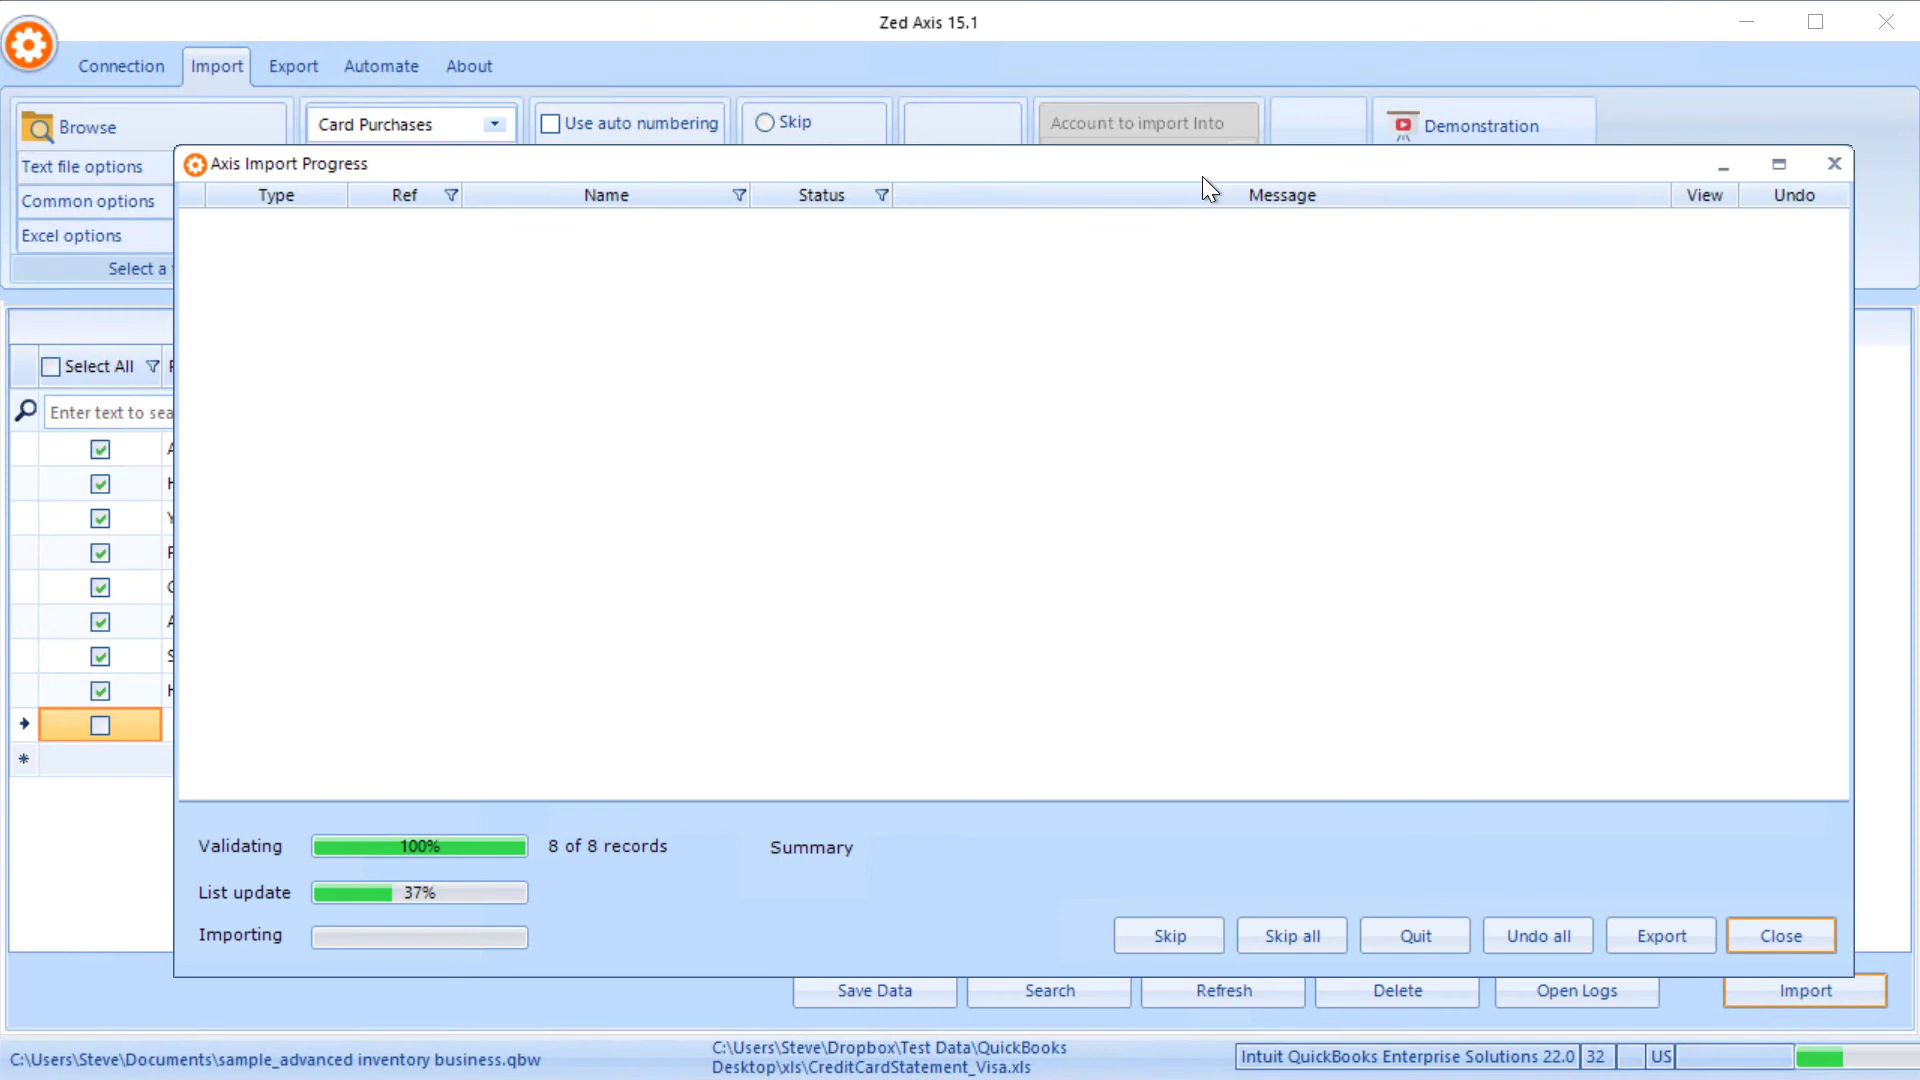 Zed Axis 15.1
Connection Import Export Automate About
Browse
Card Purchases
Use auto numbering
Skip
Account to import Into
Demonstration
Text file options
Common options
Excel options
Select a
Axis Import Progress
Type Ref Name Status Message View Undo
Select All
Enter text to sea
Validating 100% 8 of 8 records Summary
List update 37%
Importing
Skip Skip all Quit Undo all Export Close
Save Data Search Refresh Delete Open Logs Import
C:\Users\Steve\Documents\sample_advanced inventory business.qbw
C:\Users\Steve\Dropbox\Test Data\QuickBooks
Desktop\xls\CreditCardStatement_Visa.xls
Intuit QuickBooks Enterprise Solutions 22.0 32 US